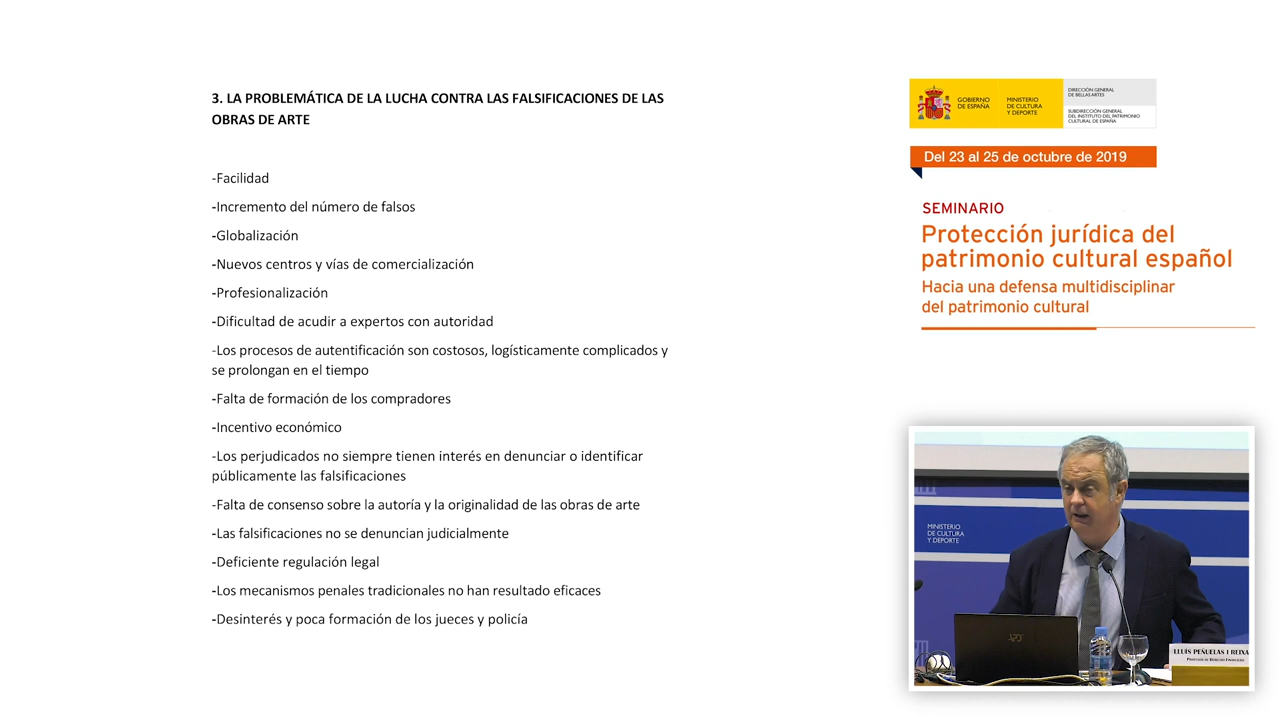 3. LA PROBLEMÁTICA DE LA LUCHA CONTRA LAS FALSIFICACIONES DE LAS
OBRAS DE ARTE
-Facilidad
-Incremento del número de falsos
-Globalización
-Nuevos centros y vías de comercialización
-Profesionalización
-Dificultad de acudir a expertos con autoridad
-Los procesos de autentificación son costosos, logísticamente complicados y
se prolongan en el tiempo
-Falta de formación de los compradores
-Incentivo económico
-Los perjudicados no siempre tienen interés en denunciar o identificar
públicamente las falsificaciones
-Falta de consenso sobre la autoría y la originalidad de las obras de arte
-Las falsificaciones no se denuncian judicialmente
-Deficiente regulación legal
-Los mecanismos penales tradicionales no han resultado eficaces
-Desinterés y poca formación de los jueces y policía
GOBIERNO
DE ESPAÑA
MINISTERIO
DE CULTURA
Y DEPORTE
DIRECCIÓN GENERAL
DE BELLAS ARTES
SUBDIRECCIÓN GENERAL
DEL INSTITUTO DEL PATRIMONIO
CULTURAL DE ESPAÑA
Del 23 al 25 de octubre de 2019
SEMINARIO
Protección jurídica del
patrimonio cultural español
Hacia una defensa multidisciplinar
del patrimonio cultural
MINISTERIO
DE CULTURA
Y DEPORTE
LLUÍS PEÑUELAS I REIXA
PROFESOR DE DERECHO FINANCIERO